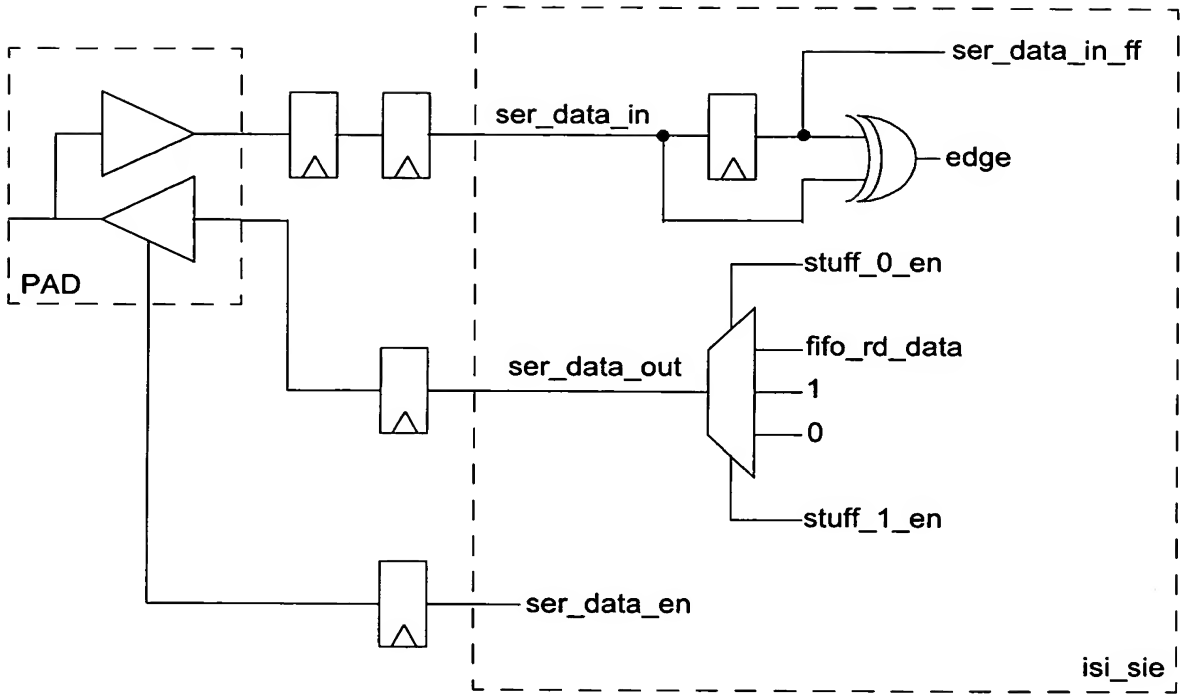 ser_data_in_ff
ser_data_in
edge
PAD
stuff_0_en
fifo_rd_data
ser_data_out
1
0
stuff_1_en
ser_data_en
isi_sie